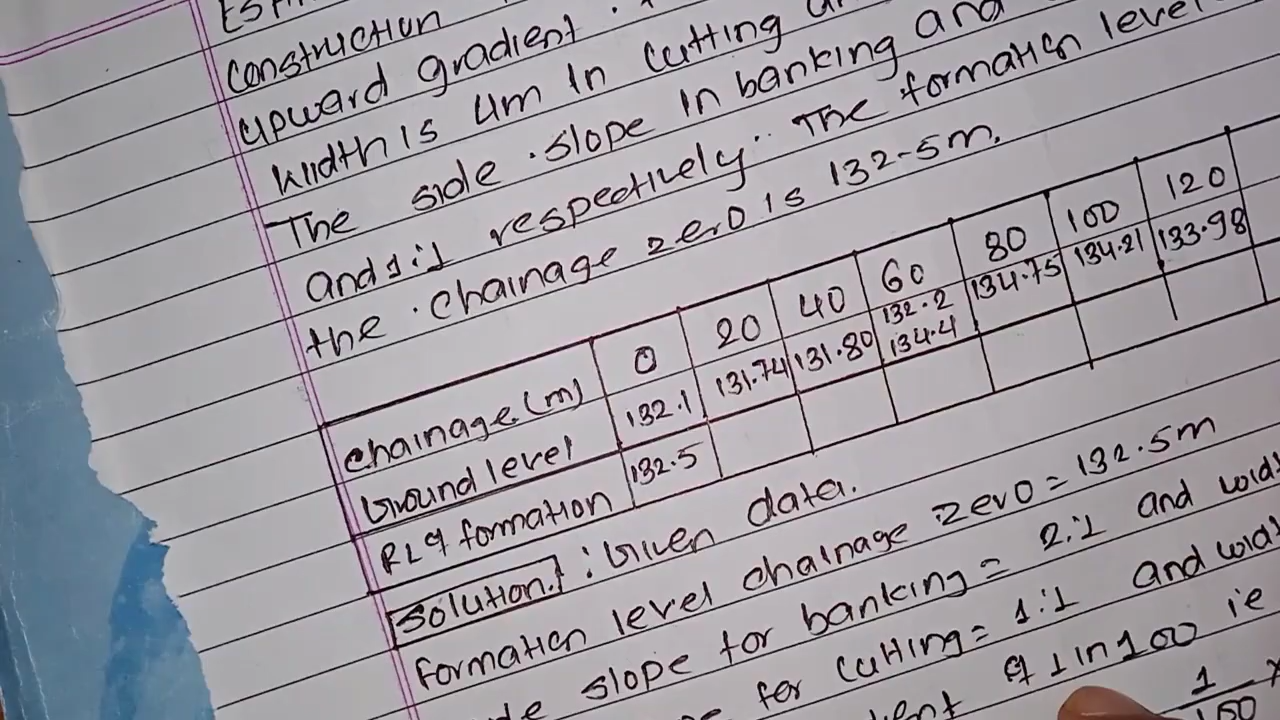 construction
upward gradient.
width is 4m in cutting
The side slope in banking and
and 1:1 respectively. The formation level
the chainage zero is 132-5m.
chainage (m) 0 20 40 60 80 100 120
Ground level 132.1 131.74 131.80 132.2 134.4 134.75 134.21 133.98
RL of formation 132.5
Solution: Given data.
formation level chainage zero = 132.5m
slope for banking = 2:1 and widt
for cutting = 1:1 and widt
of 1 in 100 ie
1